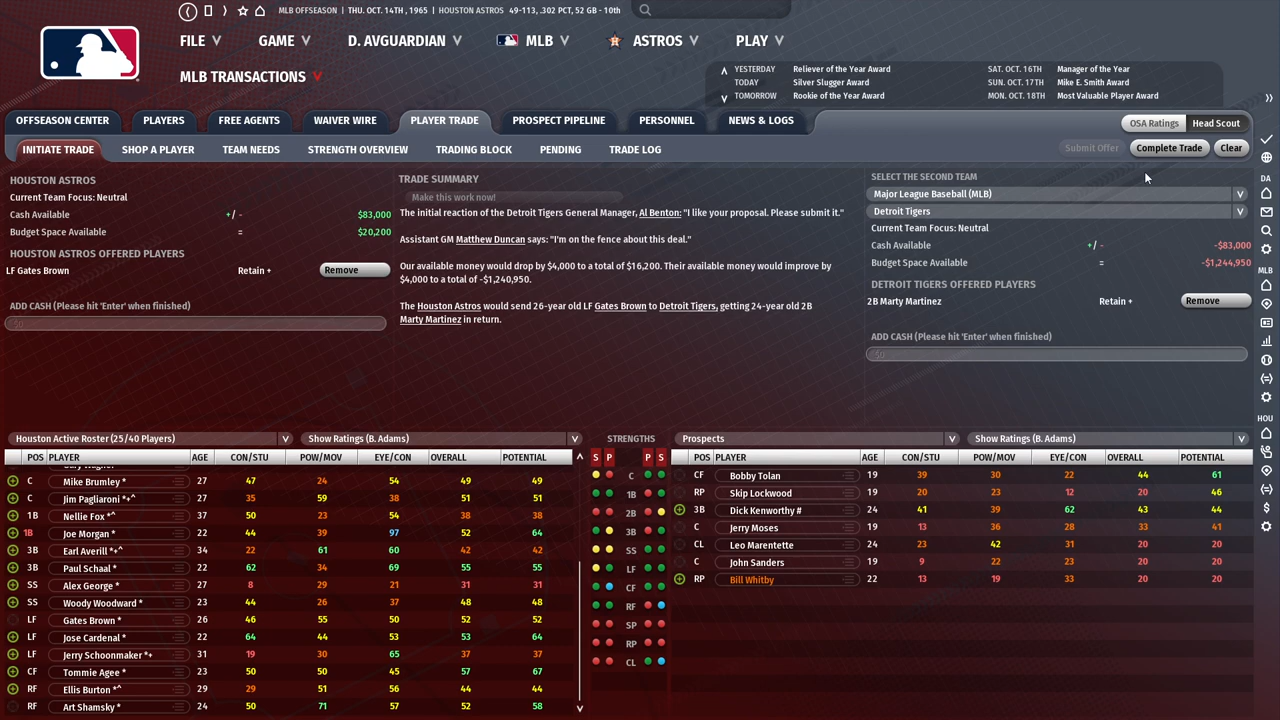 MLB OFFSEASON | THU. OCT. 14TH , 1965 | HOUSTON ASTROS 49-113, .302 PCT, 52 GB - 10th
FILE GAME D. AVGUARDIAN MLB ASTROS PLAY
MLB TRANSACTIONS
YESTERDAY Reliever of the Year Award SAT. OCT. 16TH Manager of the Year
TODAY Silver Slugger Award SUN. OCT. 17TH Mike E. Smith Award
TOMORROW Rookie of the Year Award MON. OCT. 18TH Most Valuable Player Award
OFFSEASON CENTER PLAYERS FREE AGENTS WAIVER WIRE PLAYER TRADE PROSPECT PIPELINE PERSONNEL NEWS & LOGS
OSA Ratings Head Scout
INITIATE TRADE SHOP A PLAYER TEAM NEEDS STRENGTH OVERVIEW TRADING BLOCK PENDING TRADE LOG
Submit Offer Complete Trade Clear
HOUSTON ASTROS
Current Team Focus: Neutral
Cash Available +/ - $83,000
Budget Space Available = $20,200
HOUSTON ASTROS OFFERED PLAYERS
LF Gates Brown Retain + Remove
ADD CASH (Please hit 'Enter' when finished)
$0
TRADE SUMMARY
Make this work now!
The initial reaction of the Detroit Tigers General Manager, Al Benton: "I like your proposal. Please submit it."
Assistant GM Matthew Duncan says: "I'm on the fence about this deal."
Our available money would drop by $4,000 to a total of $16,200. Their available money would improve by
$4,000 to a total of -$1,240,950.
The Houston Astros would send 26-year old LF Gates Brown to Detroit Tigers, getting 24-year old 2B
Marty Martinez in return.
SELECT THE SECOND TEAM
Major League Baseball (MLB)
Detroit Tigers
Current Team Focus: Neutral
Cash Available +/ - -$83,000
Budget Space Available = -$1,244,950
DETROIT TIGERS OFFERED PLAYERS
2B Marty Martinez Retain + Remove
ADD CASH (Please hit 'Enter' when finished)
$0
DA
MLB
HOU
Houston Active Roster (25/40 Players) Show Ratings (B. Adams)
POS PLAYER AGE CON/STU POW/MOV EYE/CON OVERALL POTENTIAL
Gary Wagner
C Mike Brumley * 27 47 24 54 49 49
C Jim Pagliaroni *+^ 27 35 59 38 51 51
1B Nellie Fox *^ 37 50 23 54 38 38
1B Joe Morgan * 22 44 39 97 52 64
3B Earl Averill *+^ 34 22 61 60 42 42
3B Paul Schaal * 22 62 34 69 55 55
SS Alex George * 27 8 29 21 31 31
SS Woody Woodward * 23 44 26 37 48 48
LF Gates Brown * 26 46 55 50 52 52
LF Jose Cardenal * 22 64 44 53 53 64
LF Jerry Schoonmaker *+ 31 19 30 65 37 37
CF Tommie Agee * 23 50 50 45 57 67
RF Ellis Burton *^ 29 29 51 56 44 44
RF Art Shamsky * 24 50 71 57 52 58
STRENGTHS
S P P S
C
1B
2B
3B
SS
LF
CF
RF
SP
RP
CL
Prospects Show Ratings (B. Adams)
POS PLAYER AGE CON/STU POW/MOV EYE/CON OVERALL POTENTIAL
CF Bobby Tolan 19 39 30 22 44 61
RP Skip Lockwood 19 20 23 12 20 46
3B Dick Kenworthy # 24 41 39 62 43 44
C Jerry Moses 19 13 36 28 33 41
CL Leo Marentette 24 23 42 31 20 20
C John Sanders 19 9 22 23 20 20
RP Bill Whitby 22 13 19 33 20 20